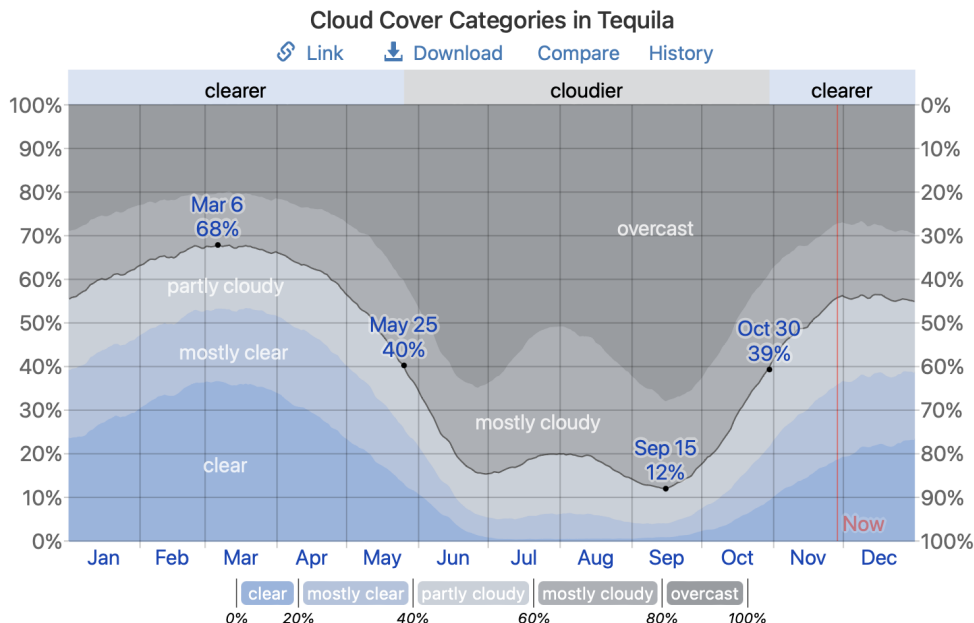 Cloud Cover Categories in Tequila
Link Download Compare History
clearer cloudier clearer
100% 0%
90% 10%
80% 20%
Mar 6
68%
overcast
70% 30%
60% 40%
partly cloudy
50% 50%
May 25
40%
Oct 30
39%
mostly clear
40% 60%
30% 70%
mostly cloudy
20% 80%
Sep 15
12%
clear
10% 90%
Now
0% 100%
Jan Feb Mar Apr May Jun Jul Aug Sep Oct Nov Dec
clear mostly clear partly cloudy mostly cloudy overcast
0% 20% 40% 60% 80% 100%